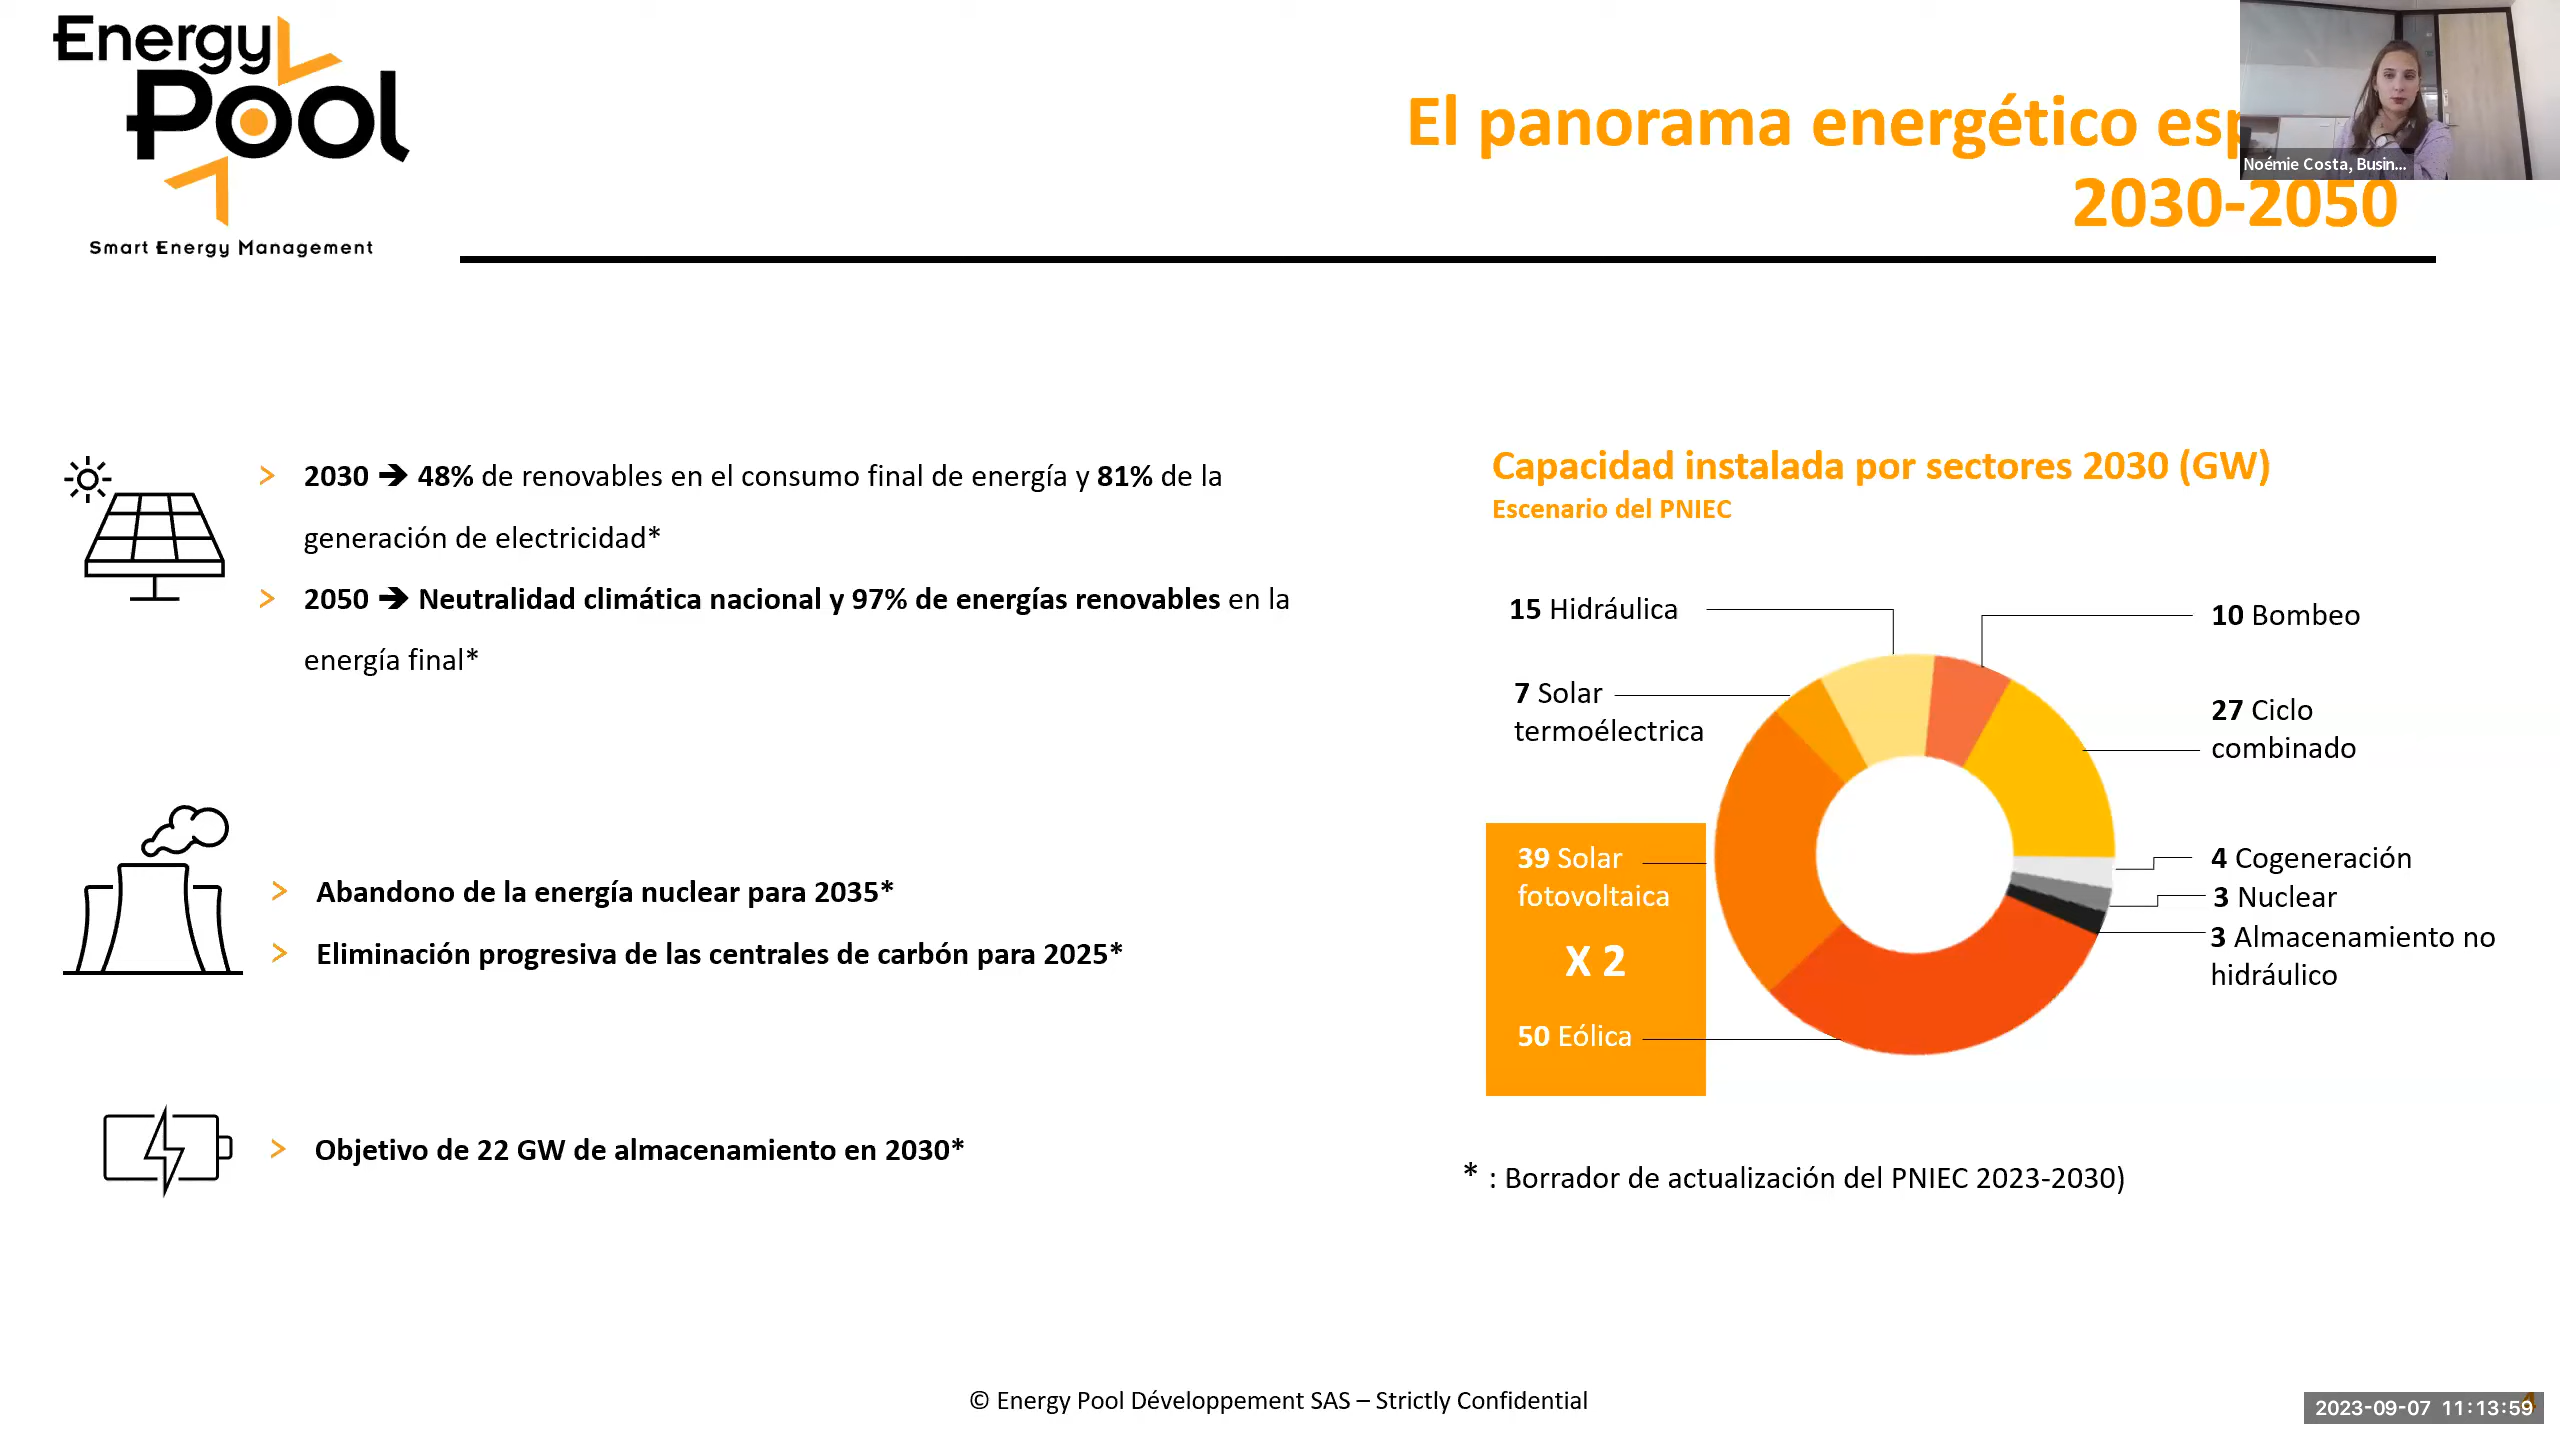 Energy
Pool
Smart Energy Management
El panorama energético esp
2030-2050
Noémie Costa, Busin...
> 2030 → 48% de renovables en el consumo final de energía y 81% de la
generación de electricidad*
> 2050 → Neutralidad climática nacional y 97% de energías renovables en la
energía final*
> Abandono de la energía nuclear para 2035*
> Eliminación progresiva de las centrales de carbón para 2025*
> Objetivo de 22 GW de almacenamiento en 2030*
Capacidad instalada por sectores 2030 (GW)
Escenario del PNIEC
15 Hidráulica
7 Solar
termoélectrica
39 Solar
fotovoltaica
X 2
50 Eólica
10 Bombeo
27 Ciclo
combinado
4 Cogeneración
3 Nuclear
3 Almacenamiento no
hidráulico
* : Borrador de actualización del PNIEC 2023-2030)
© Energy Pool Développement SAS – Strictly Confidential
2023-09-07 11:13:59